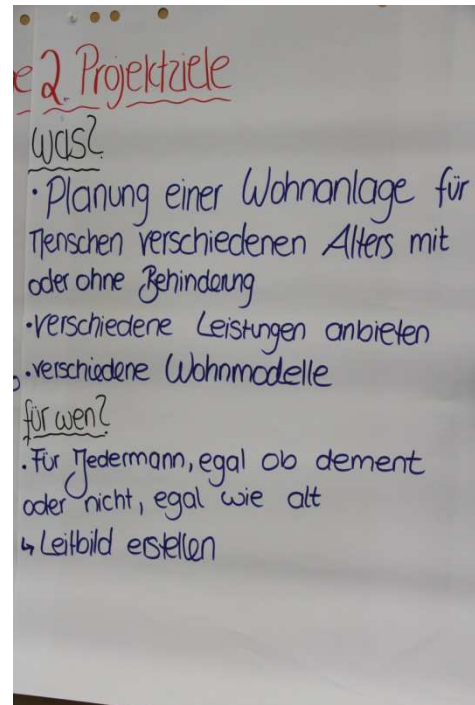 e 2. Projektziele
was?
· Planung einer Wohnanlage für
Menschen verschiedenen Alters mit
oder ohne Behinderung
· verschiedene Leistungen anbieten
· verschiedene Wohnmodelle
für wen?
· Für Jedermann, egal ob dement
oder nicht, egal wie alt
↳ Leitbild erstellen